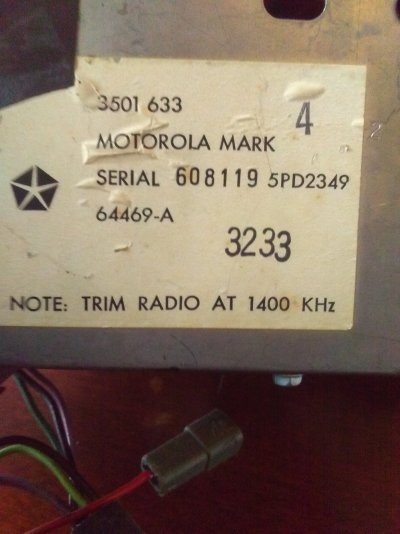 3501 633
4
MOTOROLA MARK
SERIAL 608119 5PD2349
64469-A
3233
NOTE: TRIM RADIO AT 1400 KHz